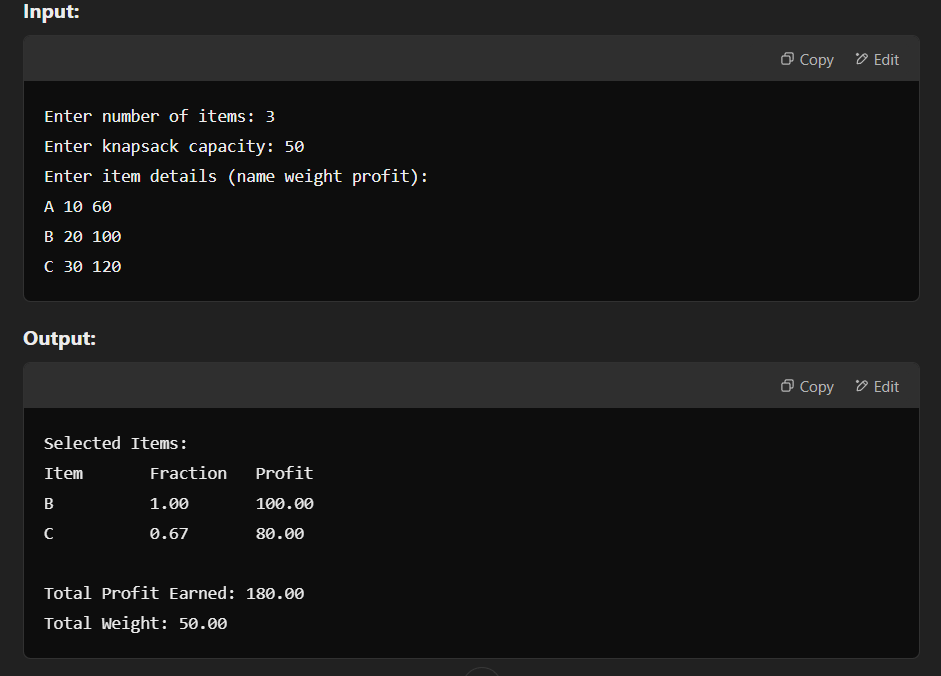 Input:
Copy Edit
Enter number of items: 3
Enter knapsack capacity: 50
Enter item details (name weight profit):
A 10 60
B 20 100
C 30 120
Output:
Copy Edit
Selected Items:
Item Fraction Profit
B 1.00 100.00
C 0.67 80.00
Total Profit Earned: 180.00
Total Weight: 50.00